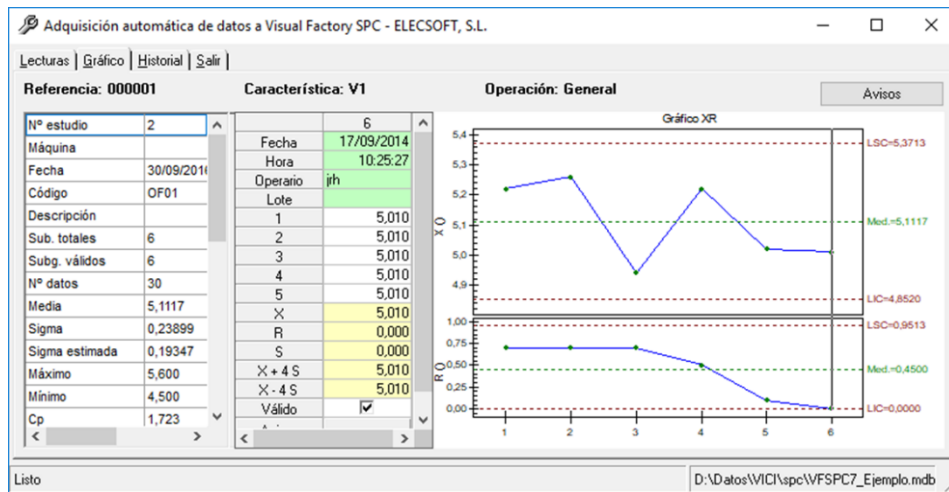 Adquisición automática de datos a Visual Factory SPC - ELECSOFT, S.L.
Lecturas Gráfico Historial Salir
Referencia: 000001 Característica: V1 Operación: General Avisos
Nº estudio 2
Máquina
Fecha 30/09/2016
Código OF01
Descripción
Sub. totales 6
Subg. válidos 6
Nº datos 30
Media 5,1117
Sigma 0,23899
Sigma estimada 0,19347
Máximo 5,600
Mínimo 4,500
Cp 1,723
6
Fecha 17/09/2014
Hora 10:25:27
Operario jrh
Lote
1 5,010
2 5,010
3 5,010
4 5,010
5 5,010
X 5,010
R 0,000
S 0,000
X + 4 S 5,010
X - 4 S 5,010
Válido
Gráfico XR
X O
5,4
5,3
5,2
5,1
5,0
4,9
LSC=5,3713
Med.=5,1117
LIC=4,8520
R O
1,00
0,75
0,50
0,25
0,00
LSC=0,9513
Med.=0,4500
LIC=0,0000
1 2 3 4 5 6
Listo D:\Datos\VICI\spc\VFSPC7_Ejemplo.mdb